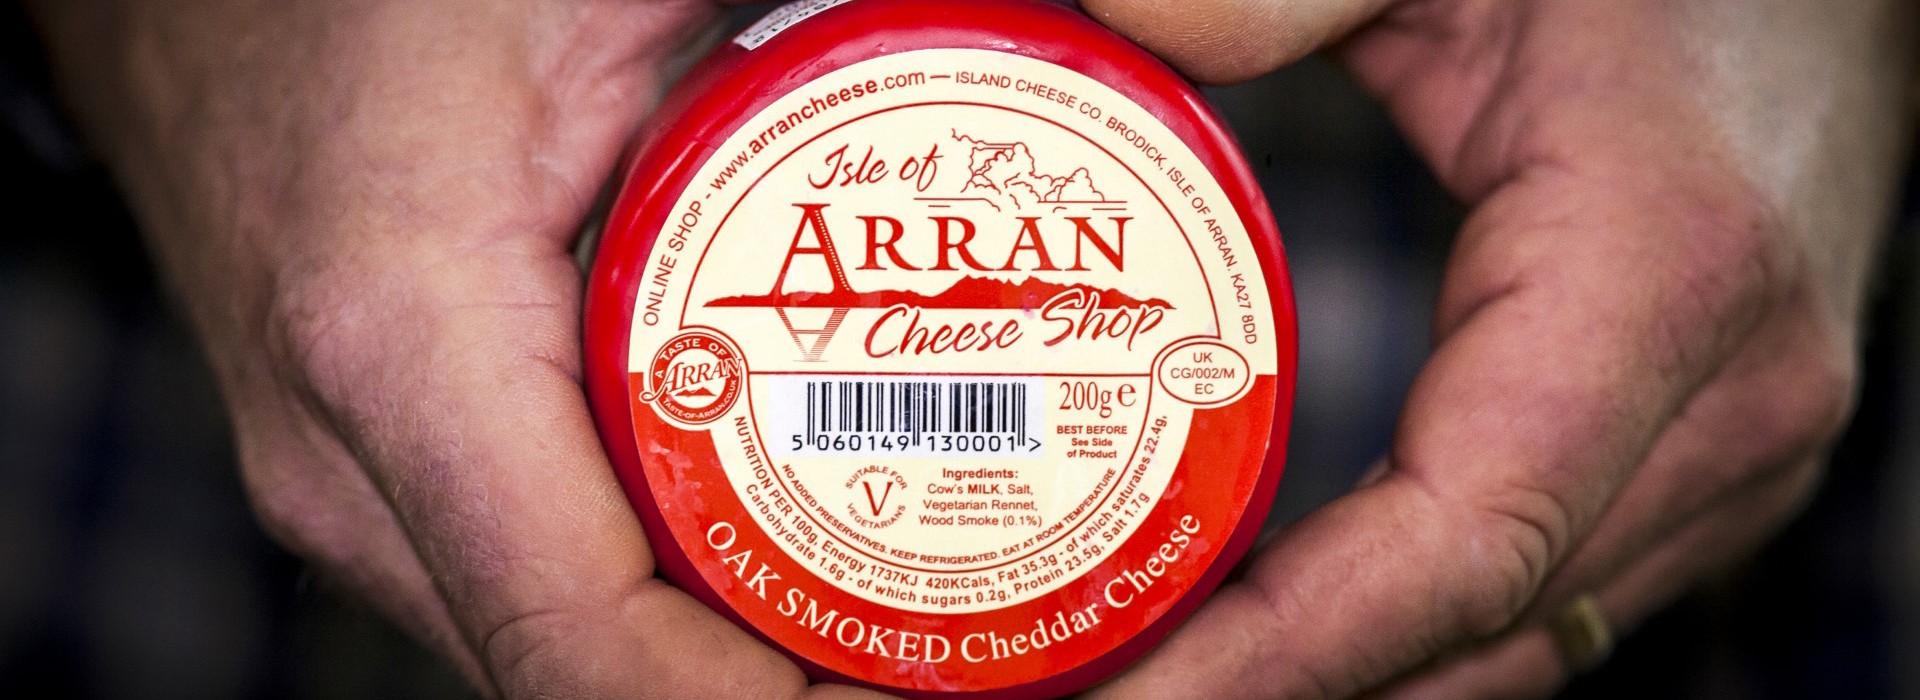 ONLINE SHOP - www.arrancheese.com — ISLAND CHEESE CO. BRODICK, ISLE OF ARRAN. KA27 8DD
Isle of
ARRAN
Cheese Shop
A TASTE OF
ARRAN
TASTE-OF-ARRAN.CO.UK
UK
CG/002/M
EC
5 060149 130001 >
200g e
BEST BEFORE
See Side
of Product
SUITABLE FOR
V
VEGETARIANS
Ingredients:
Cow's MILK, Salt,
Vegetarian Rennet,
Wood Smoke (0.1%)
NO ADDED PRESERVATIVES. KEEP REFRIGERATED. EAT AT ROOM TEMPERATURE
NUTRITION PER 100g, Energy 1737KJ 420KCals, Fat 35.3g - of which saturates 22.4g,
Carbohydrate 1.6g - of which sugars 0.2g, Protein 23.5g, Salt 1.7g
OAK SMOKED Cheddar Cheese